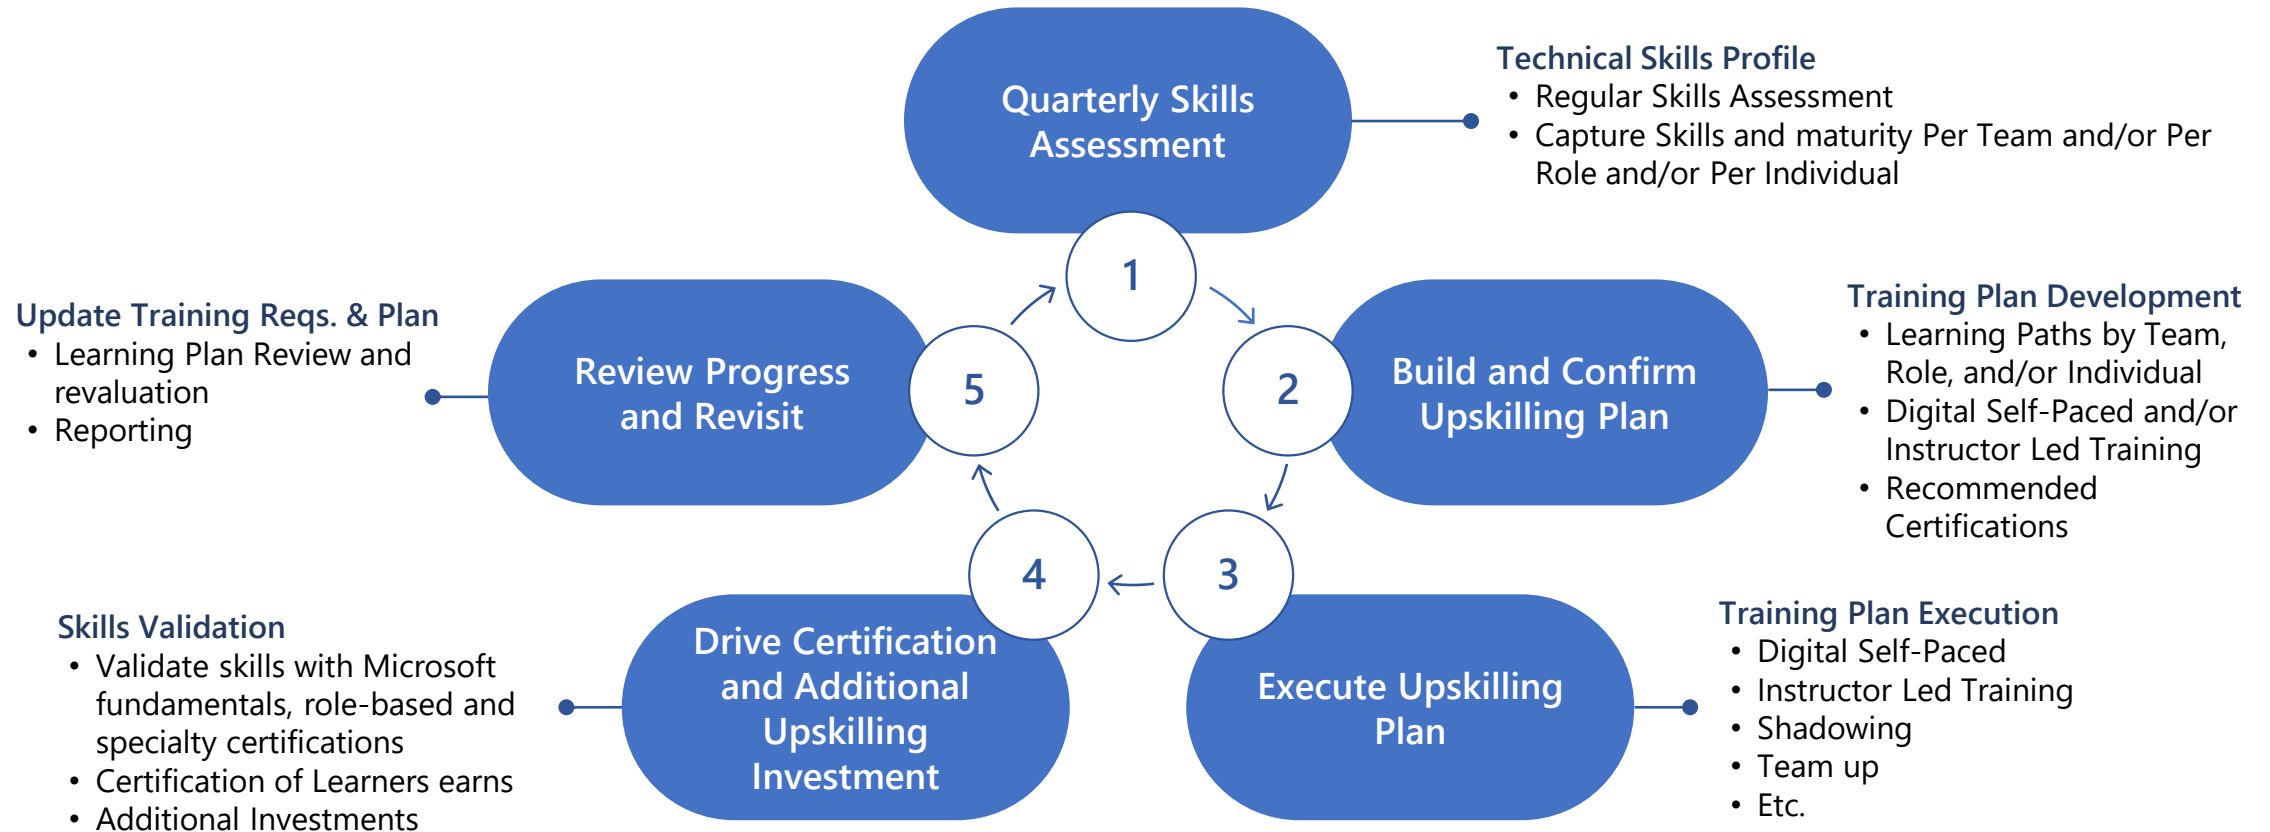 Quarterly Skills
Assessment
Technical Skills Profile
• Regular Skills Assessment
• Capture Skills and maturity Per Team and/or Per
Role and/or Per Individual
1
2
Build and Confirm
Upskilling Plan
Training Plan Development
• Learning Paths by Team,
Role, and/or Individual
• Digital Self-Paced and/or
Instructor Led Training
• Recommended
Certifications
3
Execute Upskilling
Plan
Training Plan Execution
• Digital Self-Paced
• Instructor Led Training
• Shadowing
• Team up
• Etc.
4
Drive Certification
and Additional
Upskilling
Investment
Skills Validation
• Validate skills with Microsoft
fundamentals, role-based and
specialty certifications
• Certification of Learners earns
• Additional Investments
5
Review Progress
and Revisit
Update Training Reqs. & Plan
• Learning Plan Review and
revaluation
• Reporting